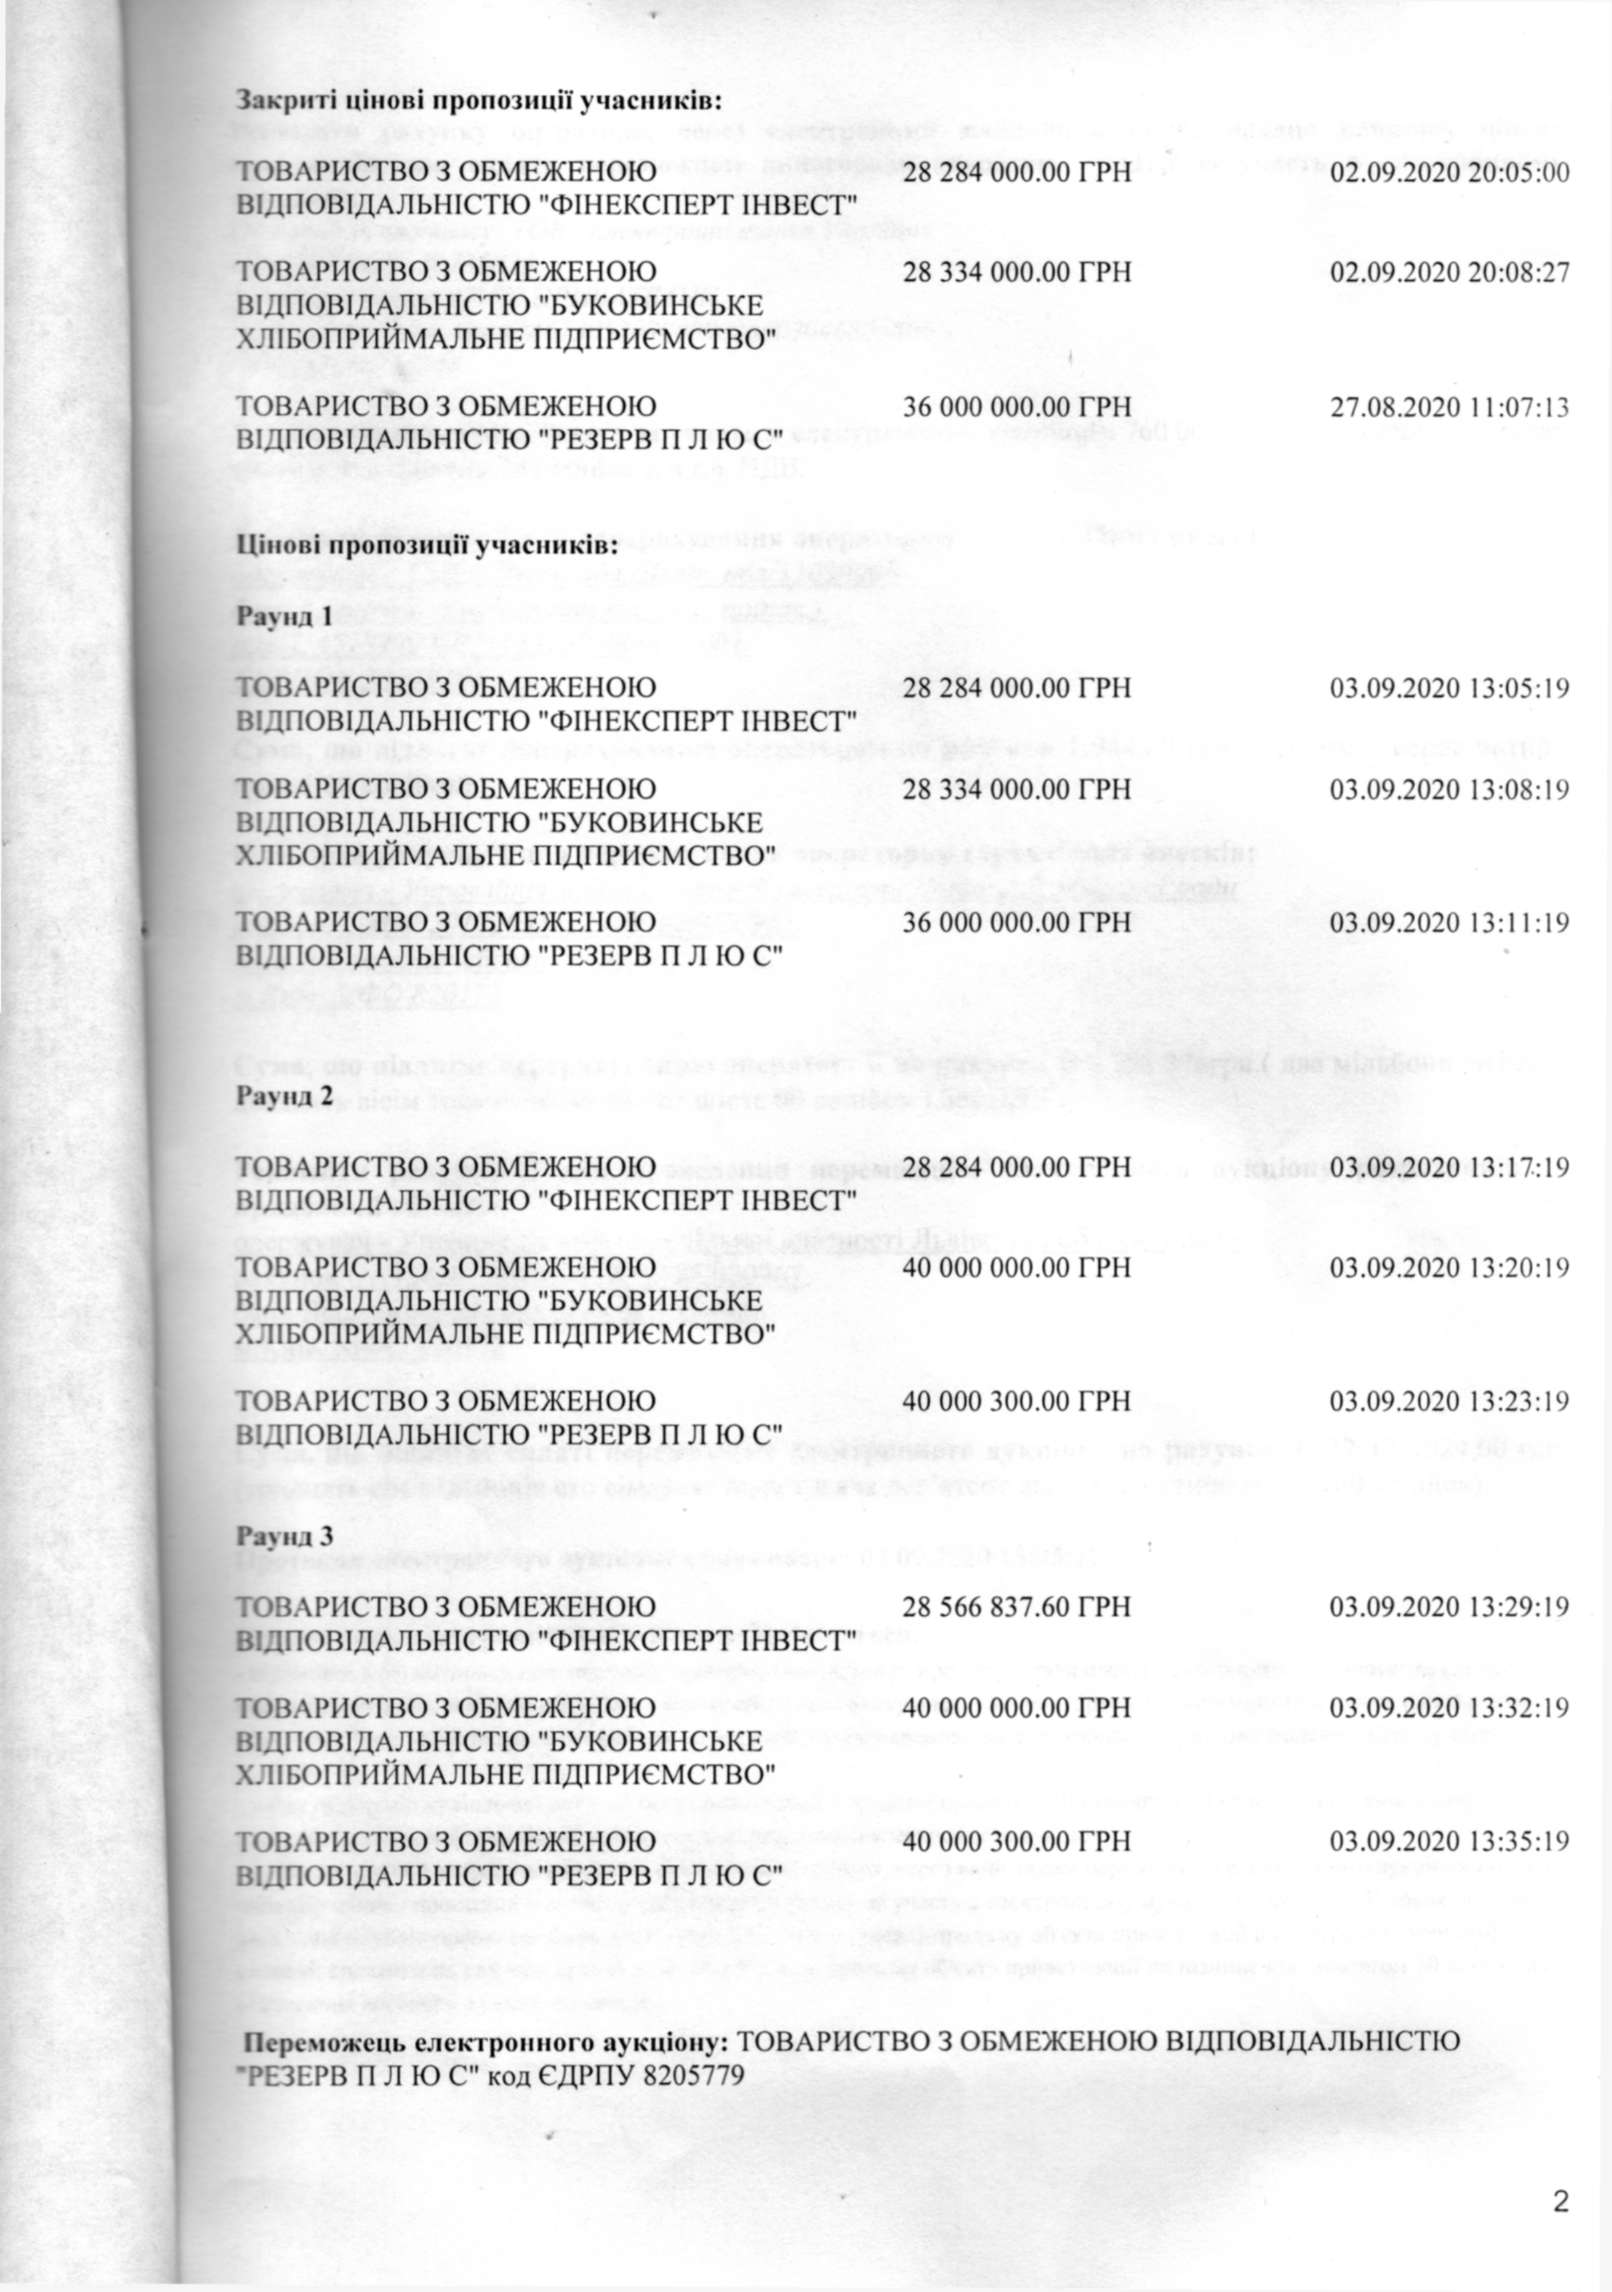 Закриті цінові пропозиції учасників:
ТОВАРИСТВО З ОБМЕЖЕНОЮ 28 284 000.00 ГРН 02.09.2020 20:05:00
ВІДПОВІДАЛЬНІСТЮ "ФІНЕКСПЕРТ ІНВЕСТ"
ТОВАРИСТВО З ОБМЕЖЕНОЮ 28 334 000.00 ГРН 02.09.2020 20:08:27
ВІДПОВІДАЛЬНІСТЮ "БУКОВИНСЬКЕ
ХЛІБОПРИЙМАЛЬНЕ ПІДПРИЄМСТВО"
ТОВАРИСТВО З ОБМЕЖЕНОЮ 36 000 000.00 ГРН 27.08.2020 11:07:13
ВІДПОВІДАЛЬНІСТЮ "РЕЗЕРВ П Л Ю С"
Цінові пропозиції учасників:
Раунд 1
ТОВАРИСТВО З ОБМЕЖЕНОЮ 28 284 000.00 ГРН 03.09.2020 13:05:19
ВІДПОВІДАЛЬНІСТЮ "ФІНЕКСПЕРТ ІНВЕСТ"
ТОВАРИСТВО З ОБМЕЖЕНОЮ 28 334 000.00 ГРН 03.09.2020 13:08:19
ВІДПОВІДАЛЬНІСТЮ "БУКОВИНСЬКЕ
ХЛІБОПРИЙМАЛЬНЕ ПІДПРИЄМСТВО"
ТОВАРИСТВО З ОБМЕЖЕНОЮ 36 000 000.00 ГРН 03.09.2020 13:11:19
ВІДПОВІДАЛЬНІСТЮ "РЕЗЕРВ П Л Ю С"
Раунд 2
ТОВАРИСТВО З ОБМЕЖЕНОЮ 28 284 000.00 ГРН 03.09.2020 13:17:19
ВІДПОВІДАЛЬНІСТЮ "ФІНЕКСПЕРТ ІНВЕСТ"
ТОВАРИСТВО З ОБМЕЖЕНОЮ 40 000 000.00 ГРН 03.09.2020 13:20:19
ВІДПОВІДАЛЬНІСТЮ "БУКОВИНСЬКЕ
ХЛІБОПРИЙМАЛЬНЕ ПІДПРИЄМСТВО"
ТОВАРИСТВО З ОБМЕЖЕНОЮ 40 000 300.00 ГРН 03.09.2020 13:23:19
ВІДПОВІДАЛЬНІСТЮ "РЕЗЕРВ П Л Ю С"
Раунд 3
ТОВАРИСТВО З ОБМЕЖЕНОЮ 28 566 837.60 ГРН 03.09.2020 13:29:19
ВІДПОВІДАЛЬНІСТЮ "ФІНЕКСПЕРТ ІНВЕСТ"
ТОВАРИСТВО З ОБМЕЖЕНОЮ 40 000 000.00 ГРН 03.09.2020 13:32:19
ВІДПОВІДАЛЬНІСТЮ "БУКОВИНСЬКЕ
ХЛІБОПРИЙМАЛЬНЕ ПІДПРИЄМСТВО"
ТОВАРИСТВО З ОБМЕЖЕНОЮ 40 000 300.00 ГРН 03.09.2020 13:35:19
ВІДПОВІДАЛЬНІСТЮ "РЕЗЕРВ П Л Ю С"
Переможець електронного аукціону: ТОВАРИСТВО З ОБМЕЖЕНОЮ ВІДПОВІДАЛЬНІСТЮ
"РЕЗЕРВ П Л Ю С" код ЄДРПУ 8205779
2